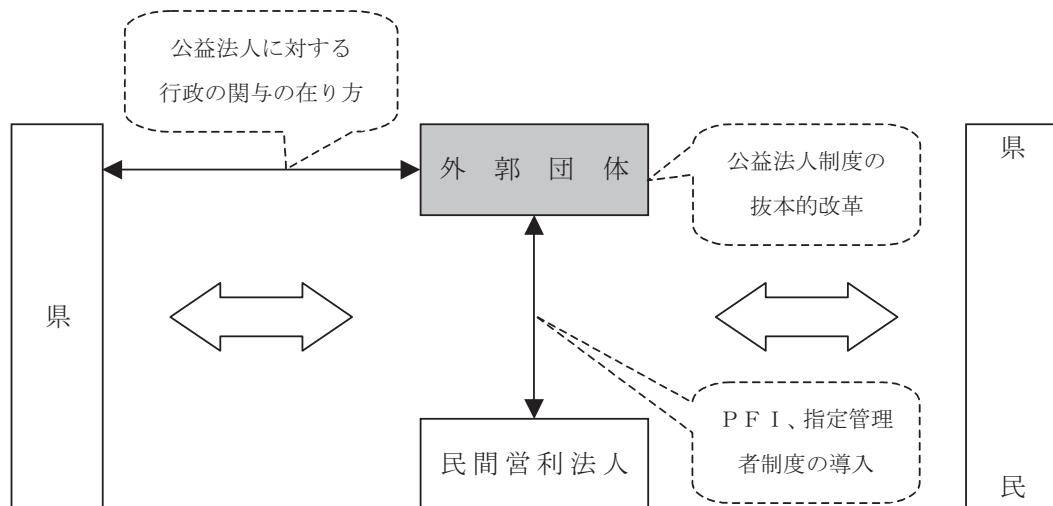 公益法人に対する
行政の関与の在り方
外郭団体
公益法人制度の
抜本的改革
県
県民
民間営利法人
ＰＦＩ、指定管理
者制度の導入